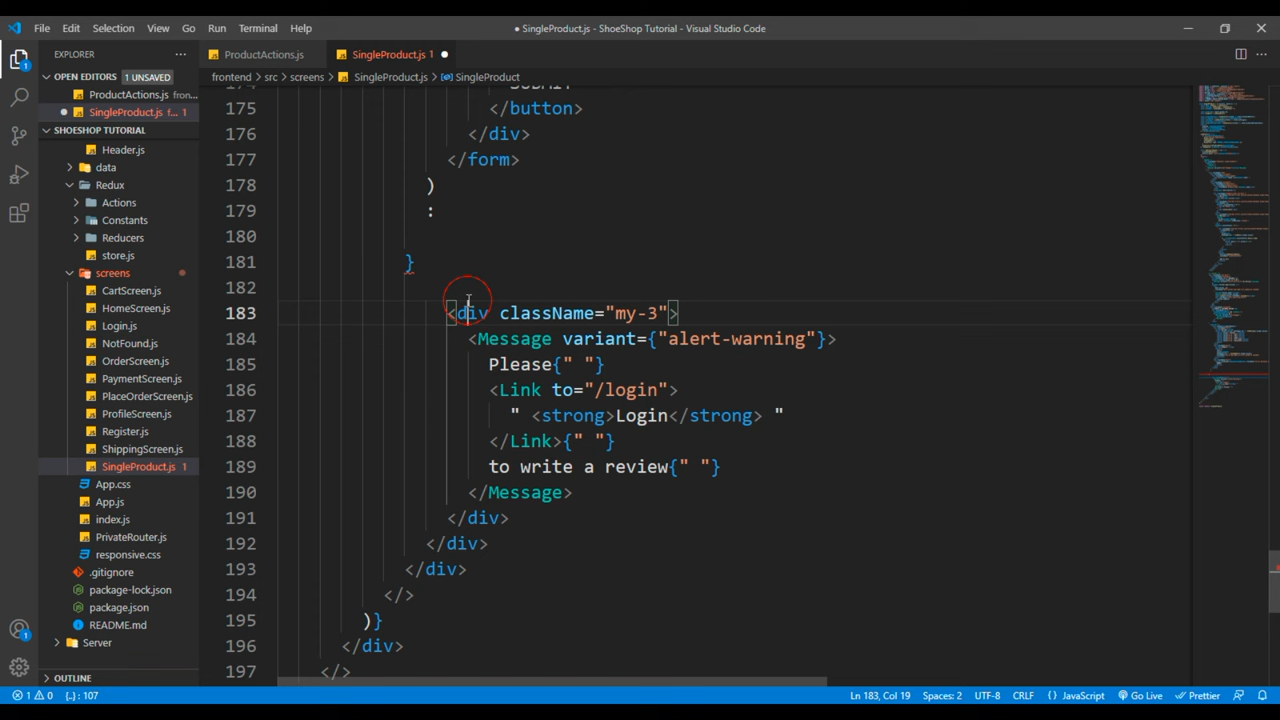 File Edit Selection View Go Run Terminal Help
SingleProduct.js - ShoeShop Tutorial - Visual Studio Code
EXPLORER
ProductActions.js
SingleProduct.js 1
OPEN EDITORS 1 UNSAVED
frontend > src > screens > SingleProduct.js > SingleProduct
ProductActions.js fron...
SingleProduct.js f... 1
SHOESHOP TUTORIAL
Header.js
data
Redux
Actions
Constants
Reducers
store.js
screens
CartScreen.js
HomeScreen.js
Login.js
NotFound.js
OrderScreen.js
PaymentScreen.js
PlaceOrderScreen.js
ProfileScreen.js
Register.js
ShippingScreen.js
SingleProduct.js 1
App.css
App.js
index.js
PrivateRouter.js
responsive.css
.gitignore
package-lock.json
package.json
README.md
Server
OUTLINE
174 SUBMIT
175 </button>
176 </div>
177 </form>
178 )
179 :
180
181 }
182
183 <div className="my-3">
184 <Message variant={"alert-warning"}>
185 Please{" "}
186 <Link to="/login">
187 " <strong>Login</strong> "
188 </Link>{" "}
189 to write a review{" "}
190 </Message>
191 </div>
192 </div>
193 </div>
194 </>
195 )}
196 </div>
197 </>
1 0 {..} : 107 Ln 183, Col 19 Spaces: 2 UTF-8 CRLF {} JavaScript Go Live Prettier